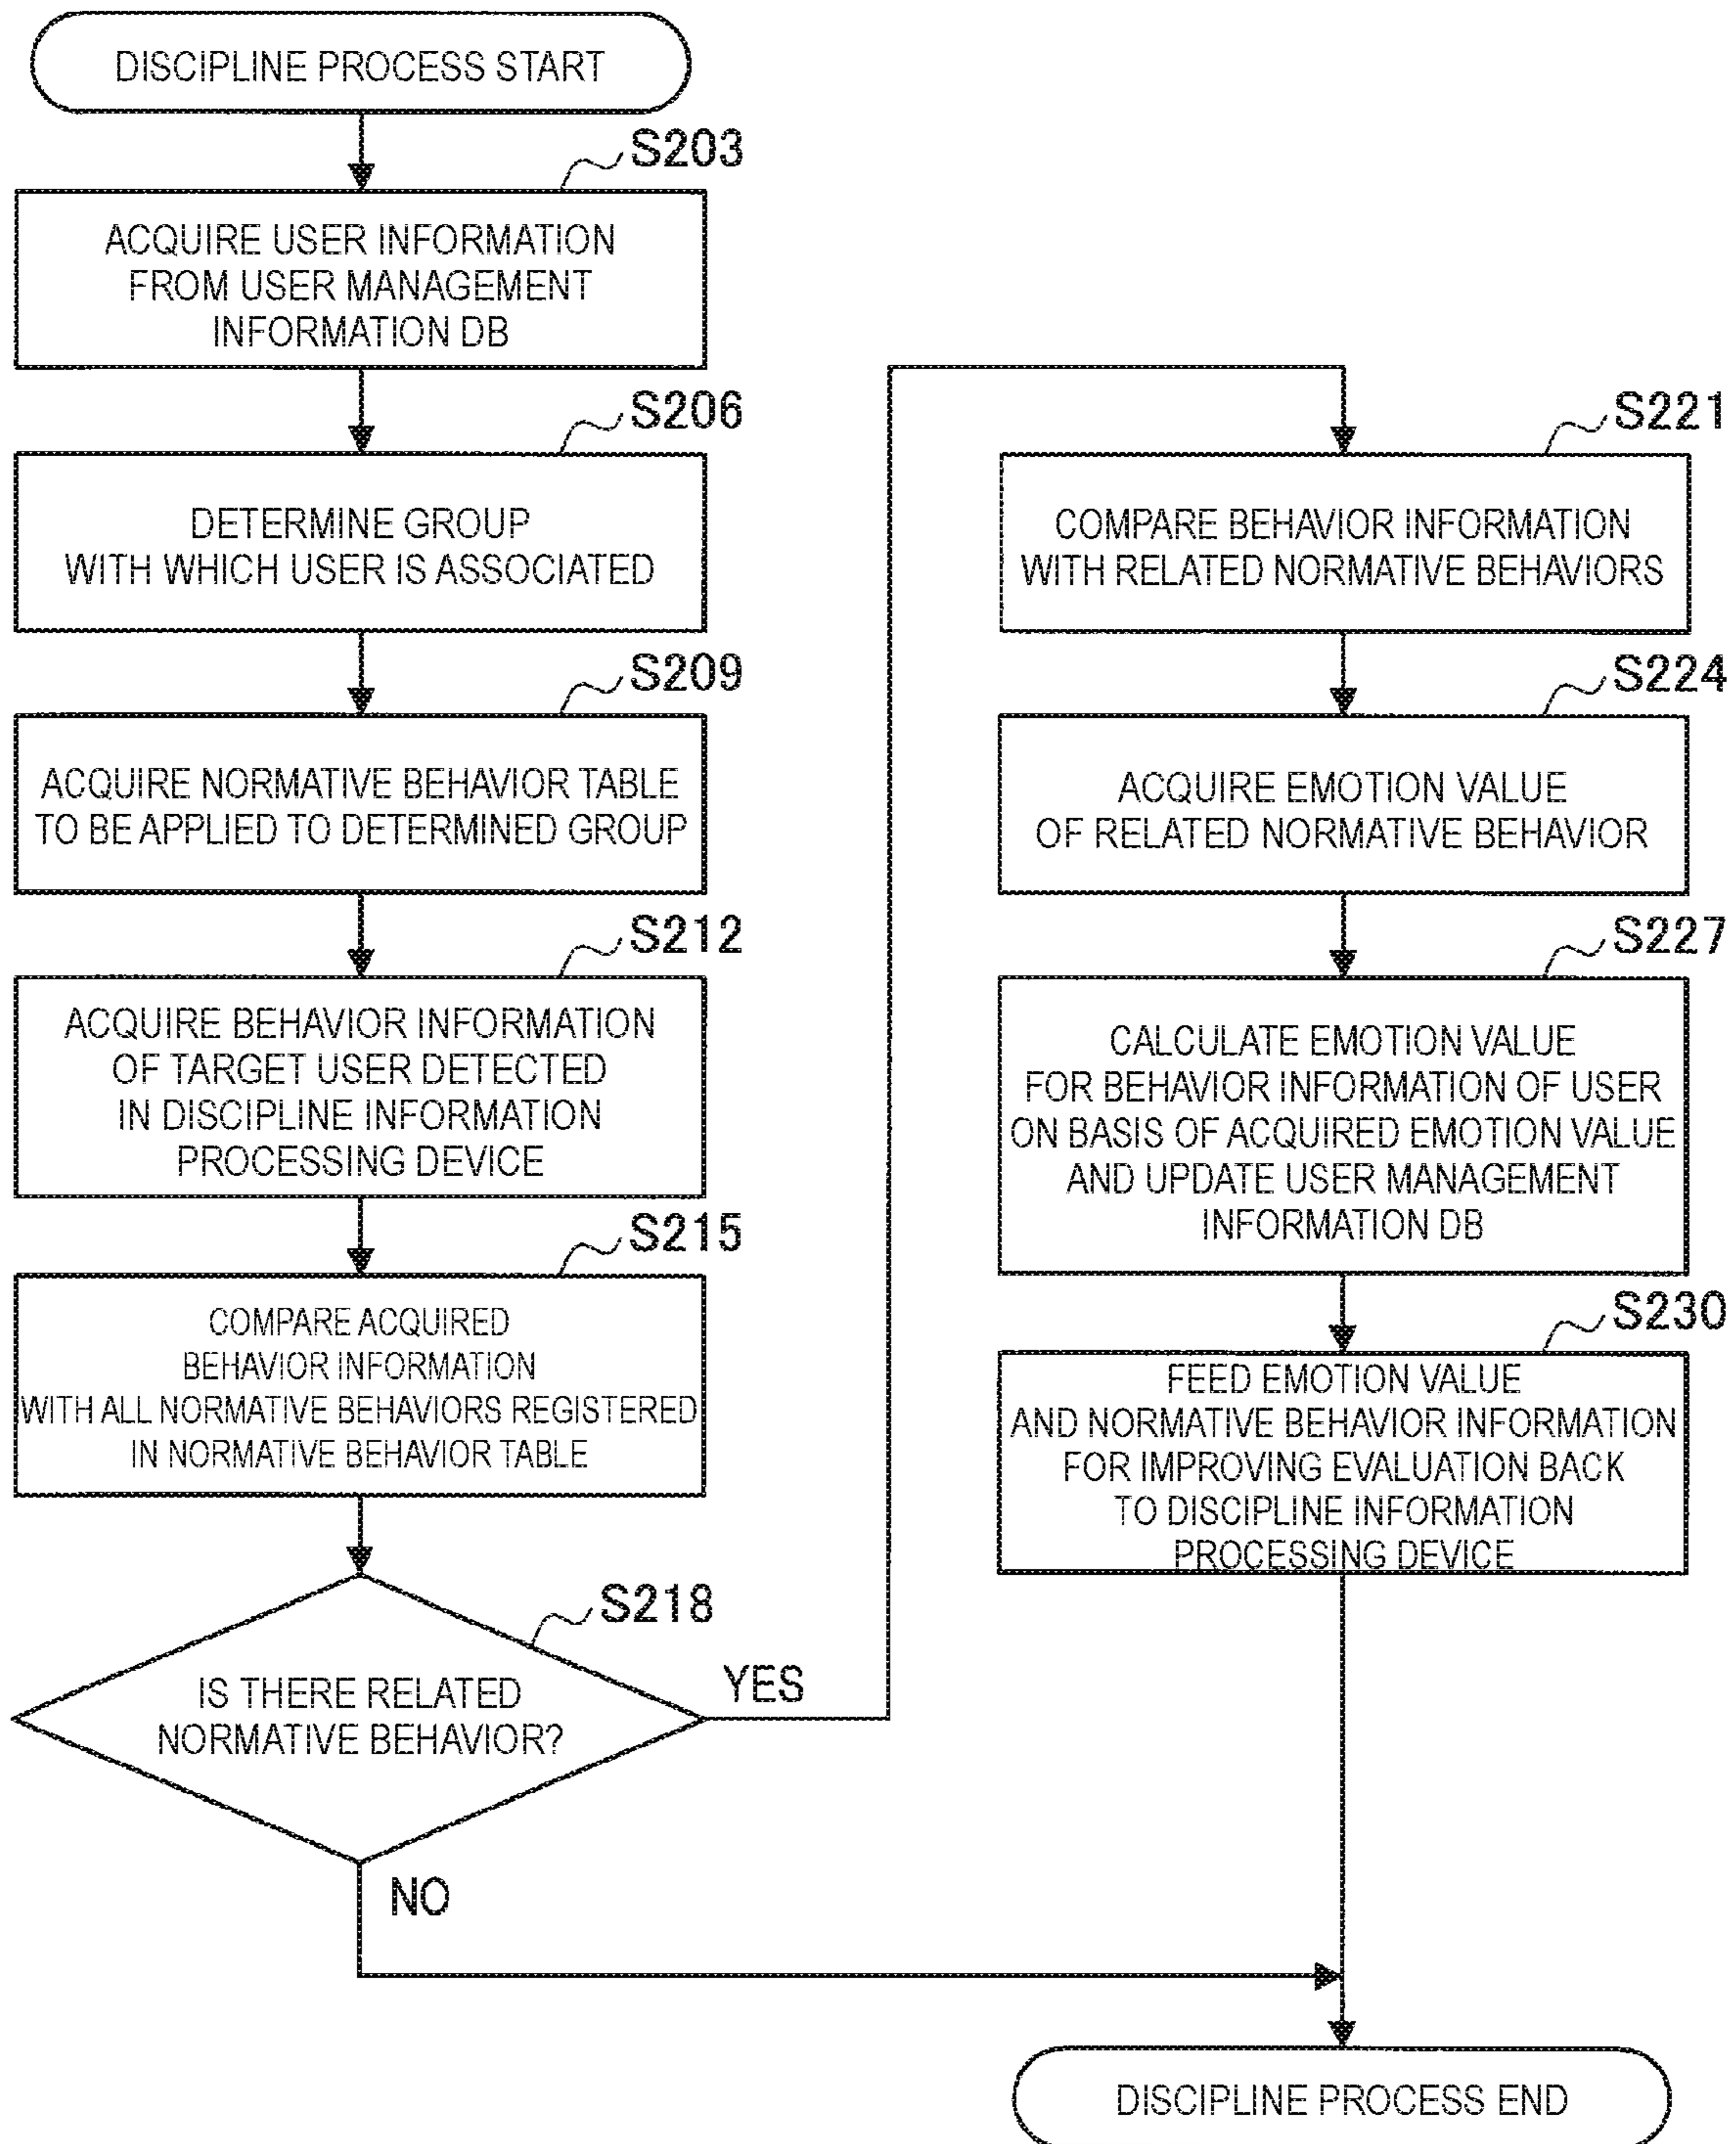 DISCIPLINE PROCESS START
S203
ACQUIRE USER INFORMATION
FROM USER MANAGEMENT
INFORMATION DB
S206
DETERMINE GROUP
WITH WHICH USER IS ASSOCIATED
S209
ACQUIRE NORMATIVE BEHAVIOR TABLE
TO BE APPLIED TO DETERMINED GROUP
S212
ACQUIRE BEHAVIOR INFORMATION
OF TARGET USER DETECTED
IN DISCIPLINE INFORMATION
PROCESSING DEVICE
S215
COMPARE ACQUIRED
BEHAVIOR INFORMATION
WITH ALL NORMATIVE BEHAVIORS REGISTERED
IN NORMATIVE BEHAVIOR TABLE
S218
IS THERE RELATED
NORMATIVE BEHAVIOR?
YES
NO
S221
COMPARE BEHAVIOR INFORMATION
WITH RELATED NORMATIVE BEHAVIORS
S224
ACQUIRE EMOTION VALUE
OF RELATED NORMATIVE BEHAVIOR
S227
CALCULATE EMOTION VALUE
FOR BEHAVIOR INFORMATION OF USER
ON BASIS OF ACQUIRED EMOTION VALUE
AND UPDATE USER MANAGEMENT
INFORMATION DB
S230
FEED EMOTION VALUE
AND NORMATIVE BEHAVIOR INFORMATION
FOR IMPROVING EVALUATION BACK
TO DISCIPLINE INFORMATION
PROCESSING DEVICE
DISCIPLINE PROCESS END